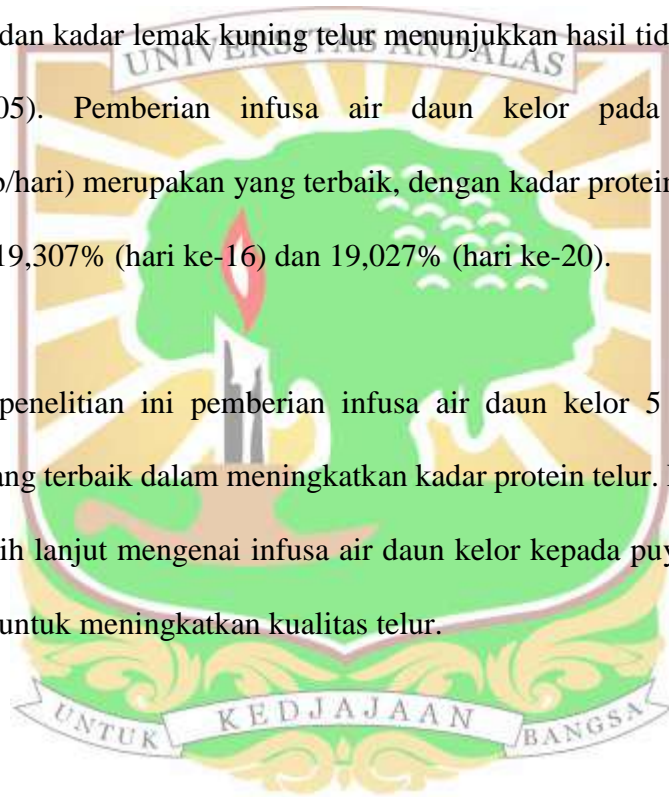 dan kadar lemak kuning telur menunjukkan hasil tid
UNIVERSITAS ANDALAS
05). Pemberian infusa air daun kelor pada
/hari) merupakan yang terbaik, dengan kadar protein
19,307% (hari ke-16) dan 19,027% (hari ke-20).
penelitian ini pemberian infusa air daun kelor 5
ang terbaik dalam meningkatkan kadar protein telur.
ih lanjut mengenai infusa air daun kelor kepada puy
untuk meningkatkan kualitas telur.
UNTUK KEDJAJAAN BANGSA